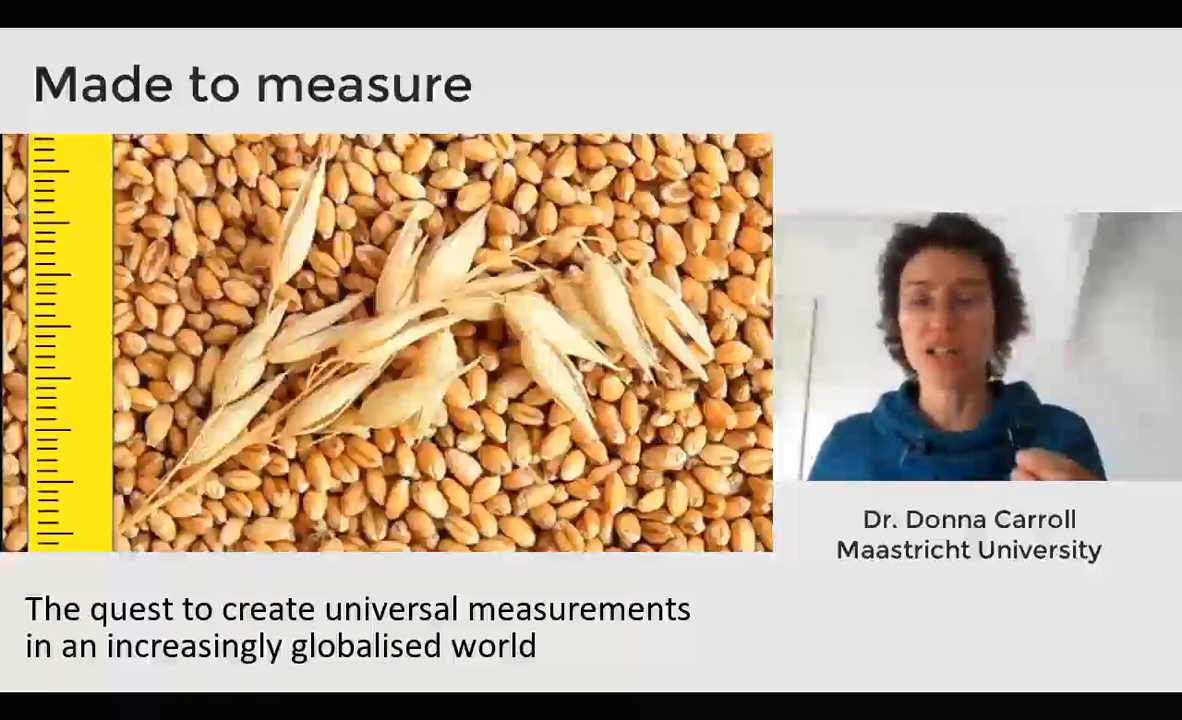 Made to measure
Dr. Donna Carroll
Maastricht University
The quest to create universal measurements
in an increasingly globalised world